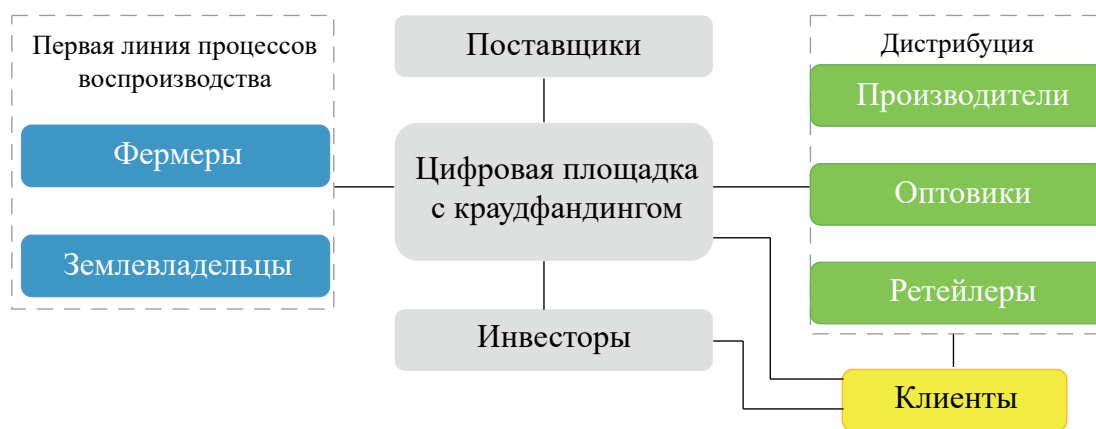 Первая линия процессов
воспроизводства
Фермеры
Землевладельцы
Поставщики
Цифровая площадка
с краудфандингом
Инвесторы
Дистрибуция
Производители
Оптовики
Ретейлеры
Клиенты